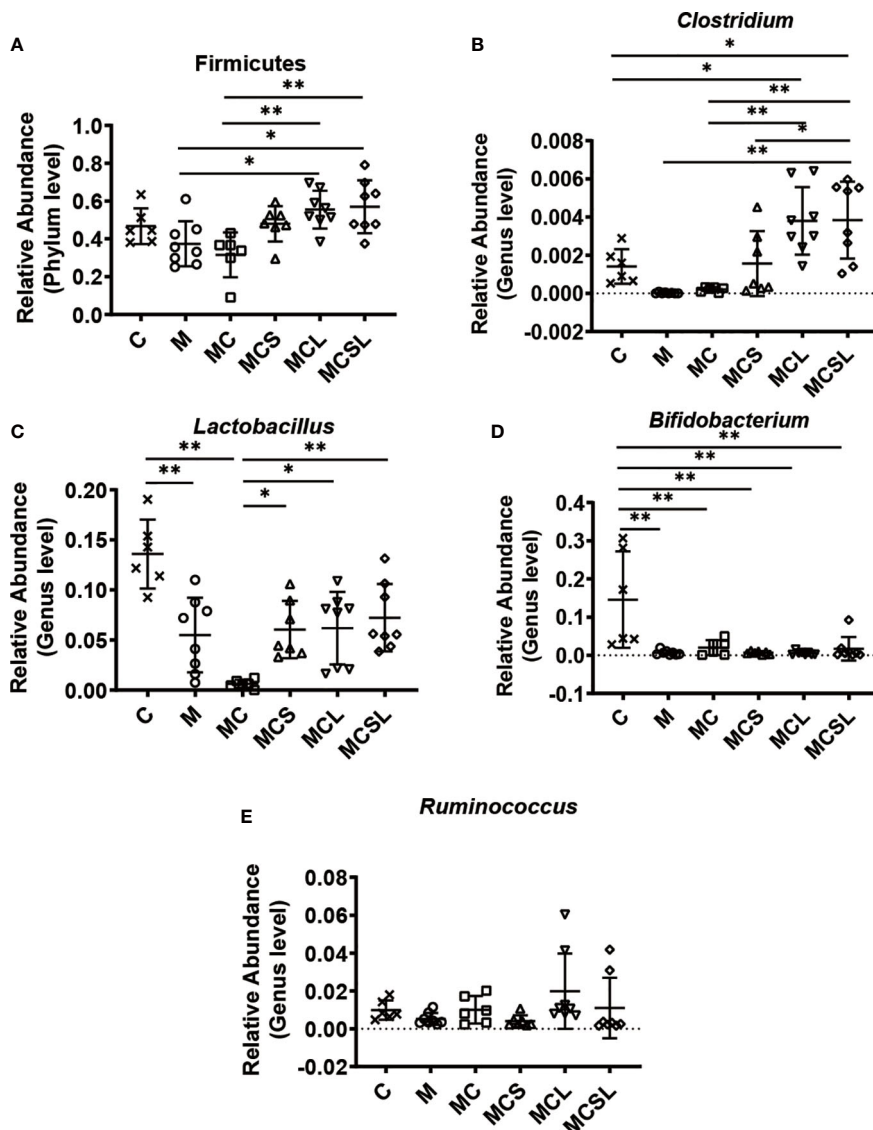 A
Firmicutes
**
**
*
*
Relative Abundance
(Phylum level)
1.0
0.8
0.6
0.4
0.2
0.0
C
M
MC
MCS
MCL
MCSL
B
Clostridium
*
*
**
**
*
**
Relative Abundance
(Genus level)
0.006
0.004
0.002
0.000
-0.002
C
M
MC
MCS
MCL
MCSL
C
Lactobacillus
**
**
**
*
*
Relative Abundance
(Genus level)
0.20
0.15
0.10
0.05
0.00
C
M
MC
MCS
MCL
MCSL
D
Bifidobacterium
**
**
**
**
**
Relative Abundance
(Genus level)
0.4
0.3
0.2
0.1
0.0
-0.1
C
M
MC
MCS
MCL
MCSL
E
Ruminococcus
Relative Abundance
(Genus level)
0.08
0.06
0.04
0.02
0.00
-0.02
C
M
MC
MCS
MCL
MCSL